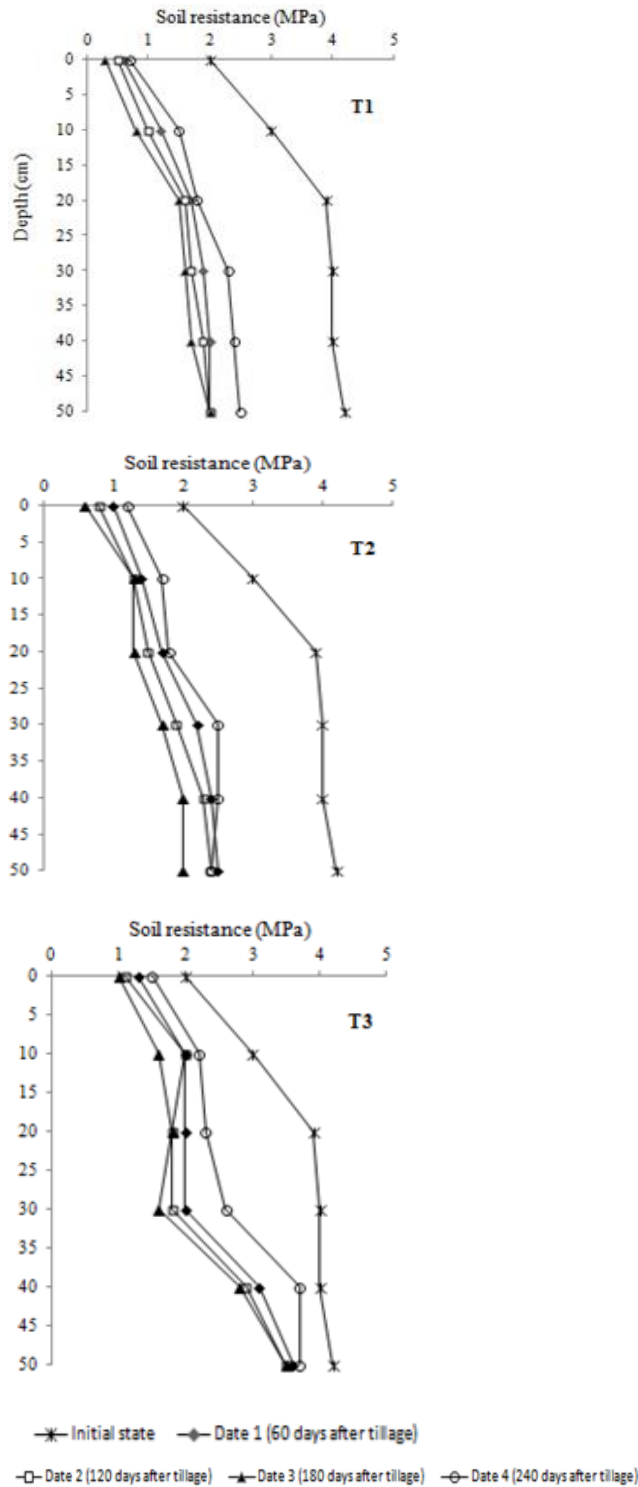 Soil resistance (MPa)
0 1 2 3 4 5
T1
Depth (cm)
0
5
10
15
20
25
30
35
40
45
50
Soil resistance (MPa)
0 1 2 3 4 5
T2
0
5
10
15
20
25
30
35
40
45
50
Soil resistance (MPa)
0 1 2 3 4 5
T3
0
5
10
15
20
25
30
35
40
45
50
Initial state Date 1 (60 days after tillage)
Date 2 (120 days after tillage) Date 3 (180 days after tillage) Date 4 (240 days after tillage)